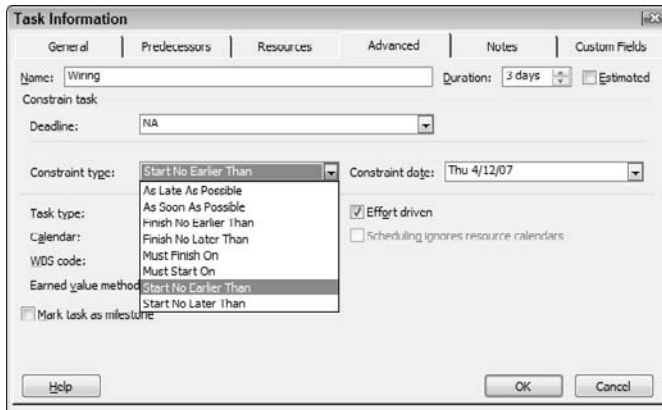 Task Information
General Predecessors Resources Advanced Notes Custom Fields
Name: Wiring Duration: 3 days Estimated
Constrain task
Deadline: NA
Constraint type: Start No Earlier Than Constraint date: Thu 4/12/07
As Late As Possible
As Soon As Possible
Task type: Effort driven
Finish No Earlier Than
Calendar: Finish No Later Than Scheduling ignores resource calendars
Must Finish On
WBS code: Must Start On
Earned value method Start No Earlier Than
Start No Later Than
Mark task as milestone
Help OK Cancel